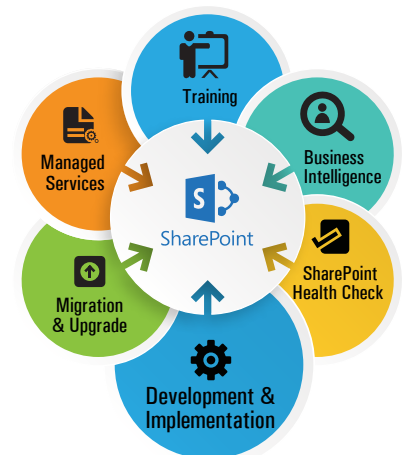 Training
Business
Intelligence
SharePoint
Health Check
Development &
Implementation
Migration
& Upgrade
Managed
Services
S
SharePoint